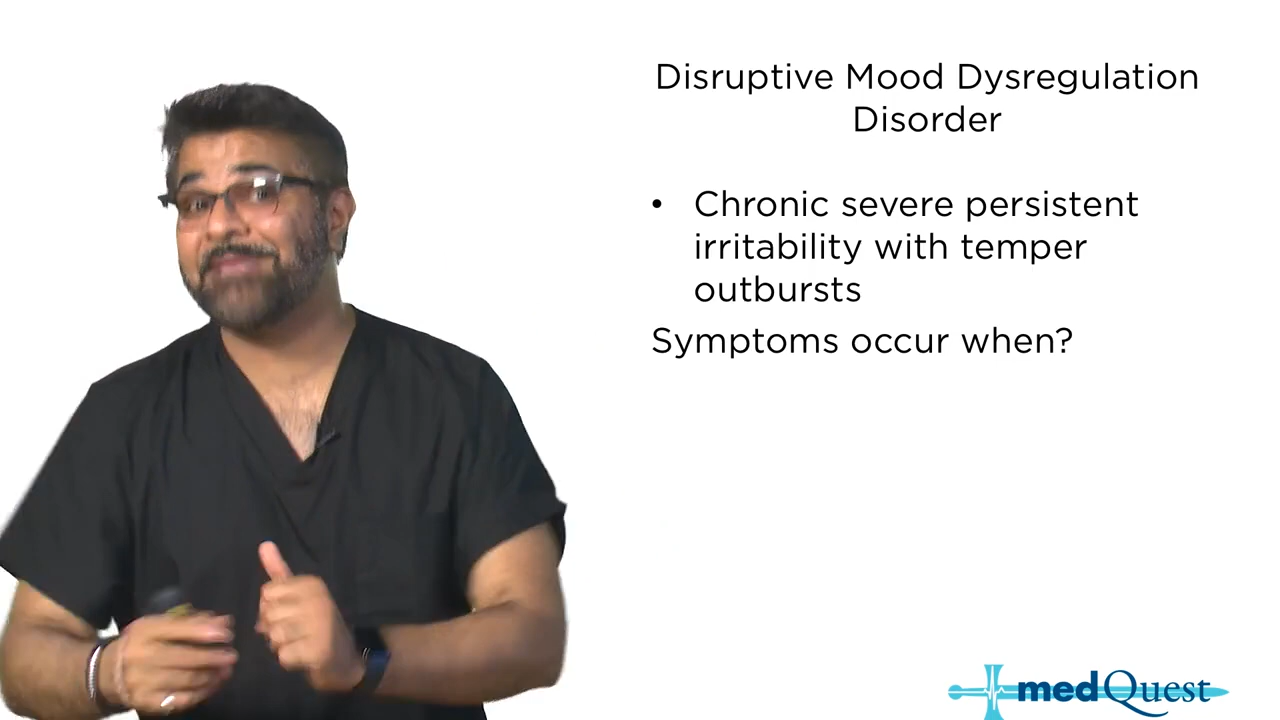 Disruptive Mood Dysregulation
Disorder
• Chronic severe persistent
irritability with temper
outbursts
Symptoms occur when?
medQuest